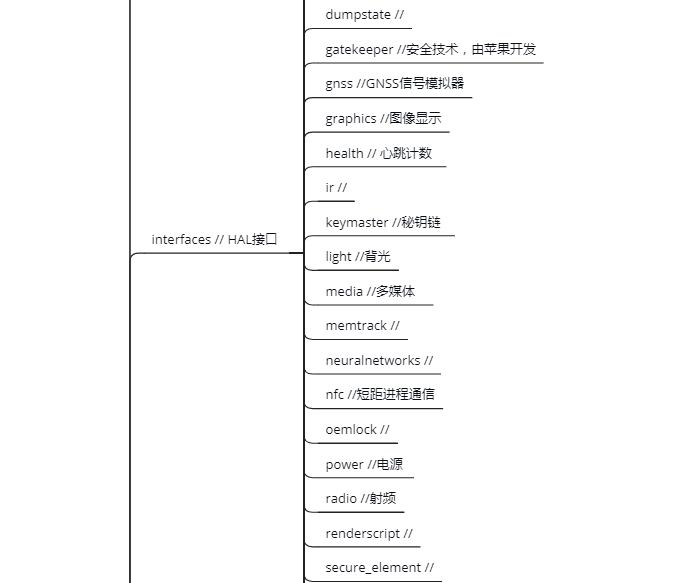 dumpstate //
gatekeeper //安全技术，由苹果开发
gnss //GNSS信号模拟器
graphics //图像显示
health // 心跳计数
ir //
interfaces // HAL接口
keymaster //秘钥链
light //背光
media //多媒体
memtrack //
neuralnetworks //
nfc //短距进程通信
oemlock //
power //电源
radio //射频
renderscript //
secure_element //